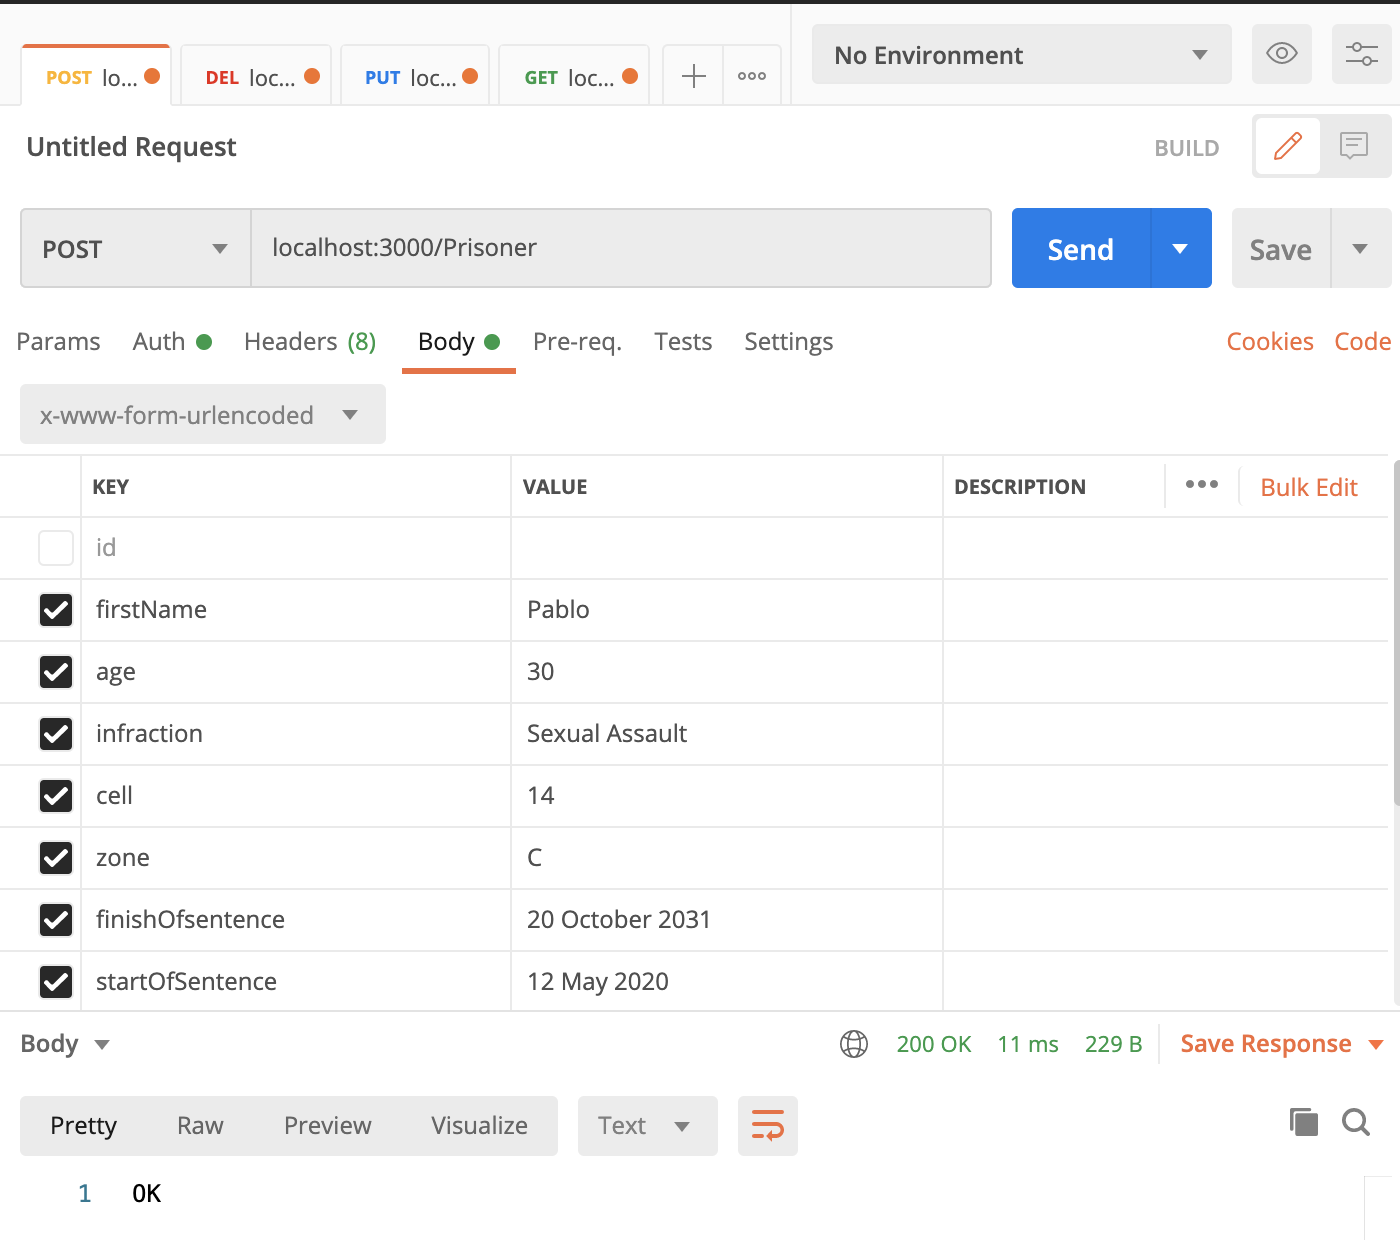 POST lo... DEL loc... PUT loc... GET loc... No Environment
Untitled Request BUILD
POST localhost:3000/Prisoner Send Save
Params Auth Headers (8) Body Pre-req. Tests Settings Cookies Code
x-www-form-urlencoded
KEY VALUE DESCRIPTION Bulk Edit
id
firstName Pablo
age 30
infraction Sexual Assault
cell 14
zone C
finishOfsentence 20 October 2031
startOfSentence 12 May 2020
Body 200 OK 11 ms 229 B Save Response
Pretty Raw Preview Visualize Text
1 OK